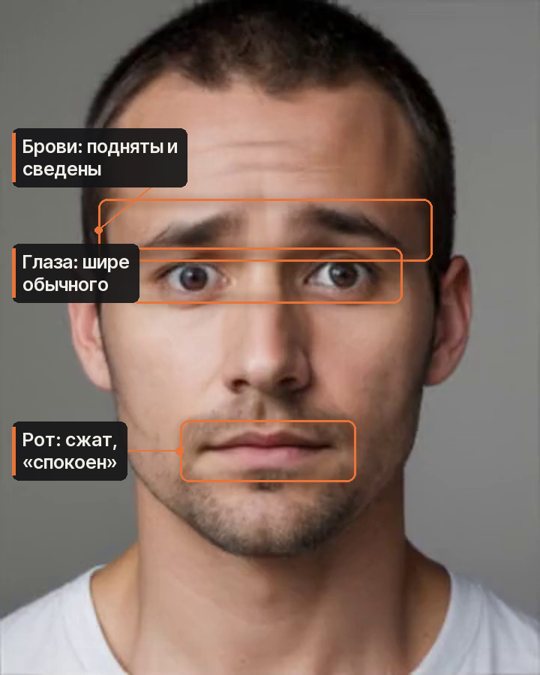 Брови: подняты и
сведены
Глаза: шире
обычного
Рот: сжат,
«спокоен»